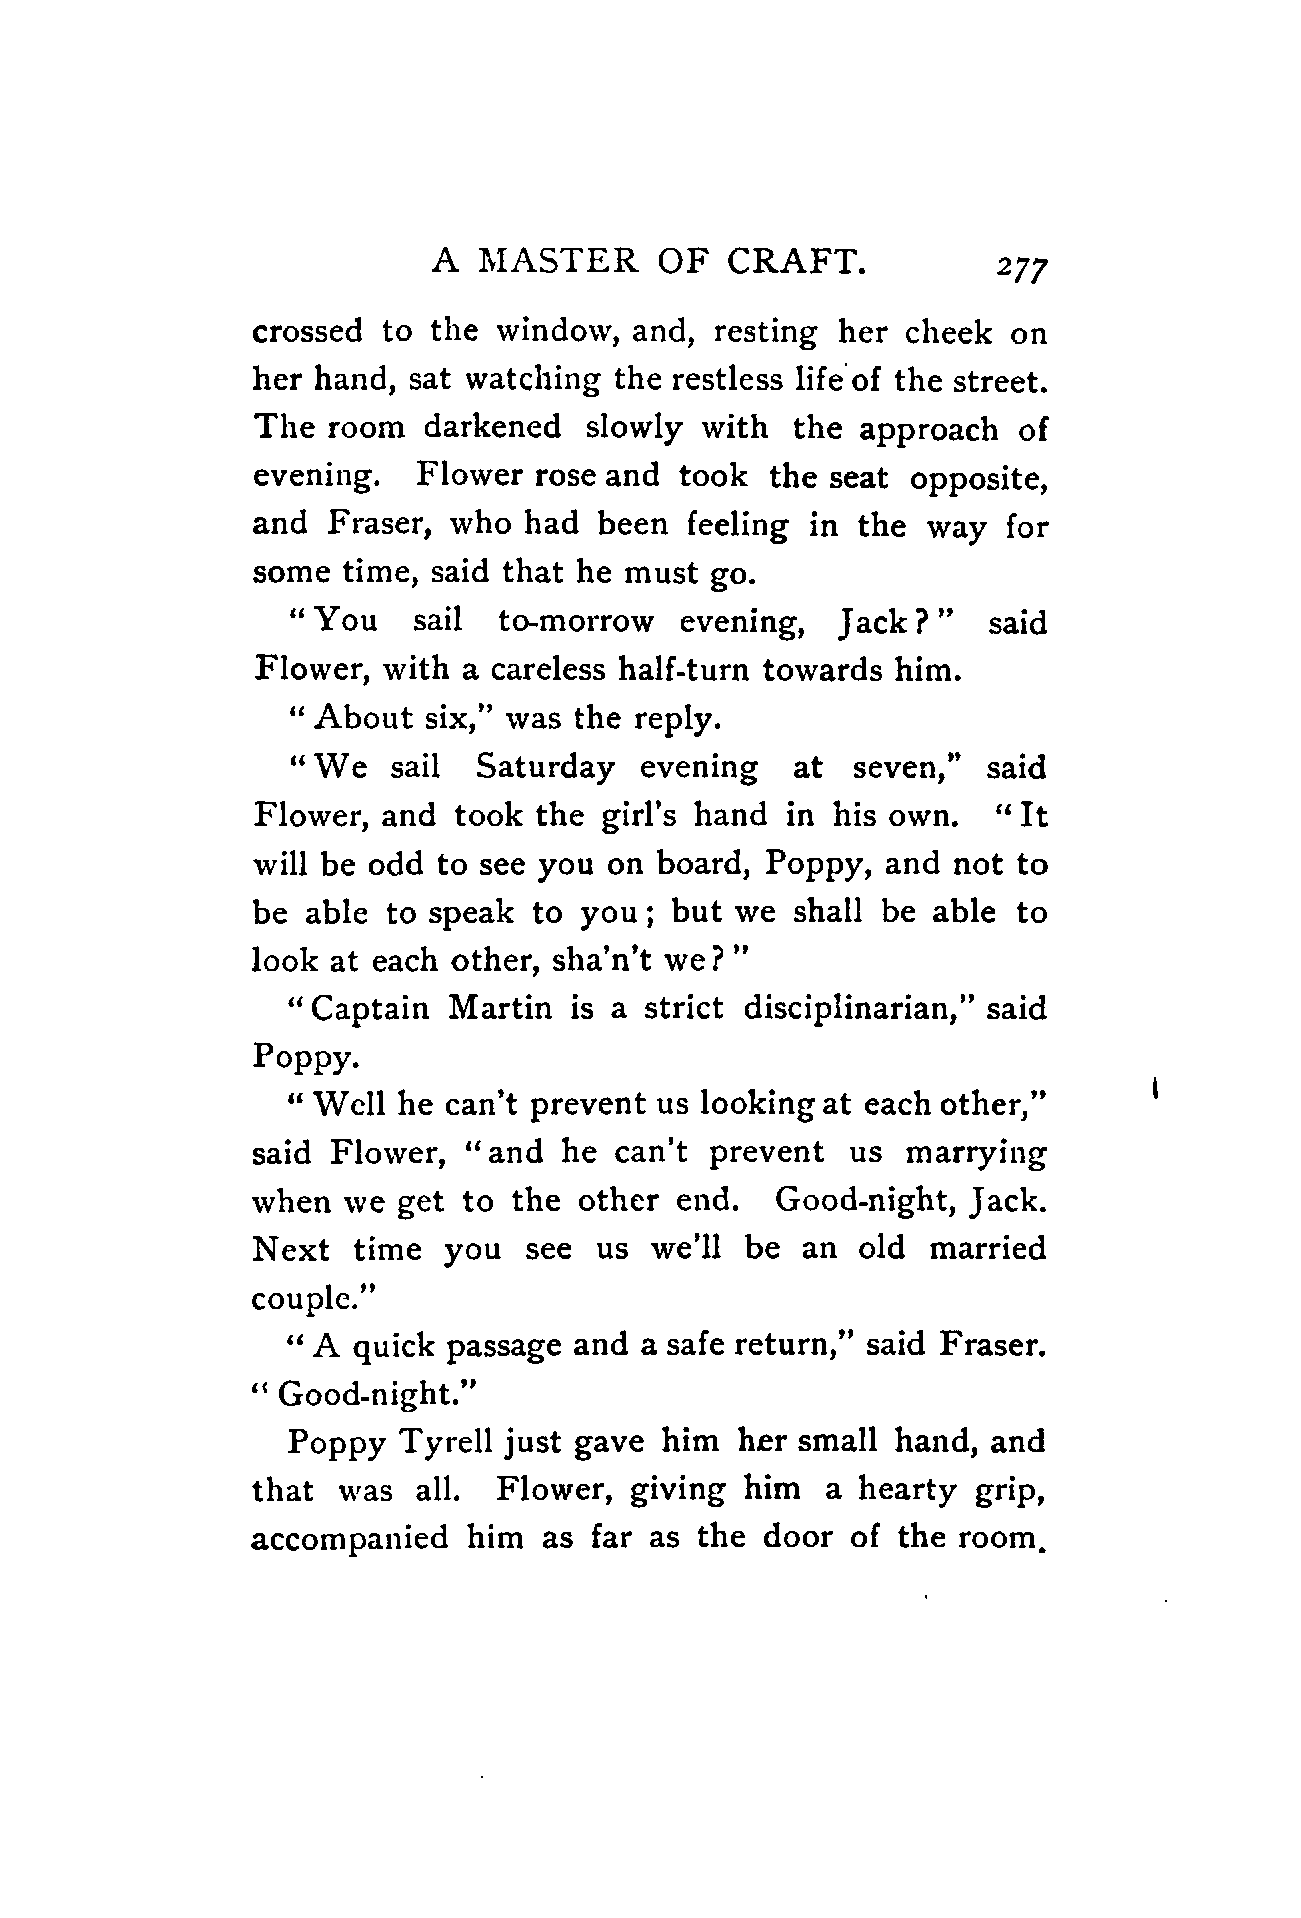 A MASTER OF CRAFT. 277
crossed to the window, and, resting her cheek on
her hand, sat watching the restless life of the street.
The room darkened slowly with the approach of
evening. Flower rose and took the seat opposite,
and Fraser, who had been feeling in the way for
some time, said that he must go.
"You sail to-morrow evening, Jack?" said
Flower, with a careless half-turn towards him.
"About six," was the reply.
"We sail Saturday evening at seven," said
Flower, and took the girl's hand in his own. "It
will be odd to see you on board, Poppy, and not to
be able to speak to you; but we shall be able to
look at each other, sha'n't we?"
"Captain Martin is a strict disciplinarian," said
Poppy.
"Well he can't prevent us looking at each other,"
said Flower, "and he can't prevent us marrying
when we get to the other end. Good-night, Jack.
Next time you see us we'll be an old married
couple."
"A quick passage and a safe return," said Fraser.
"Good-night."
Poppy Tyrell just gave him her small hand, and
that was all. Flower, giving him a hearty grip,
accompanied him as far as the door of the room.